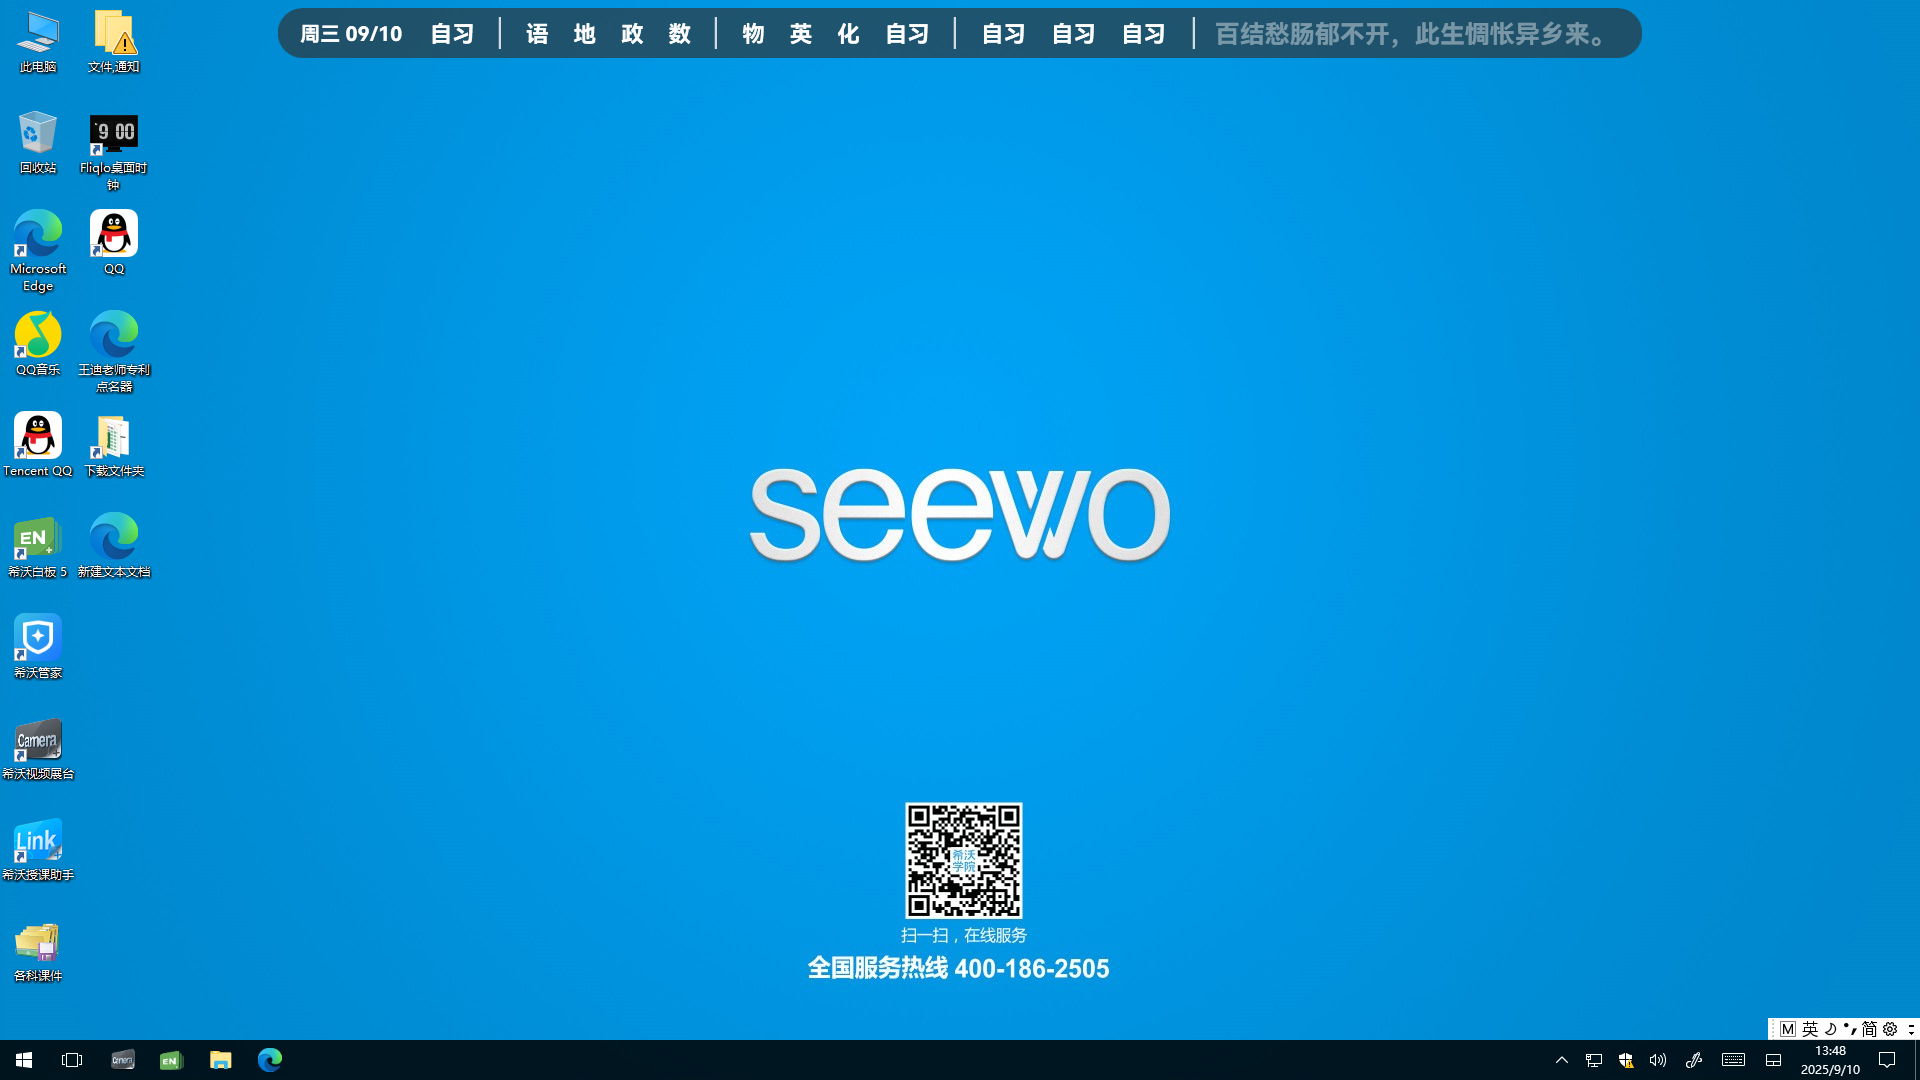 周三 09/10 自习 | 语 地 政 数 | 物 英 化 自习 | 自习 自习 自习 | 百结愁肠郁不开，此生惆怅异乡来。
此电脑
文件,通知
回收站
Fliqlo桌面时
钟
9 00
Microsoft
Edge
QQ
QQ音乐
王迪老师专利
点名器
Tencent QQ
下载文件夹
EN
希沃白板 5
新建文本文档
希沃管家
Camera
希沃视频展台
Link
希沃授课助手
各科课件
seewo
希沃
学院
扫一扫，在线服务
全国服务热线 400-186-2505
M 英 简
Camera
EN
13:48
2025/9/10